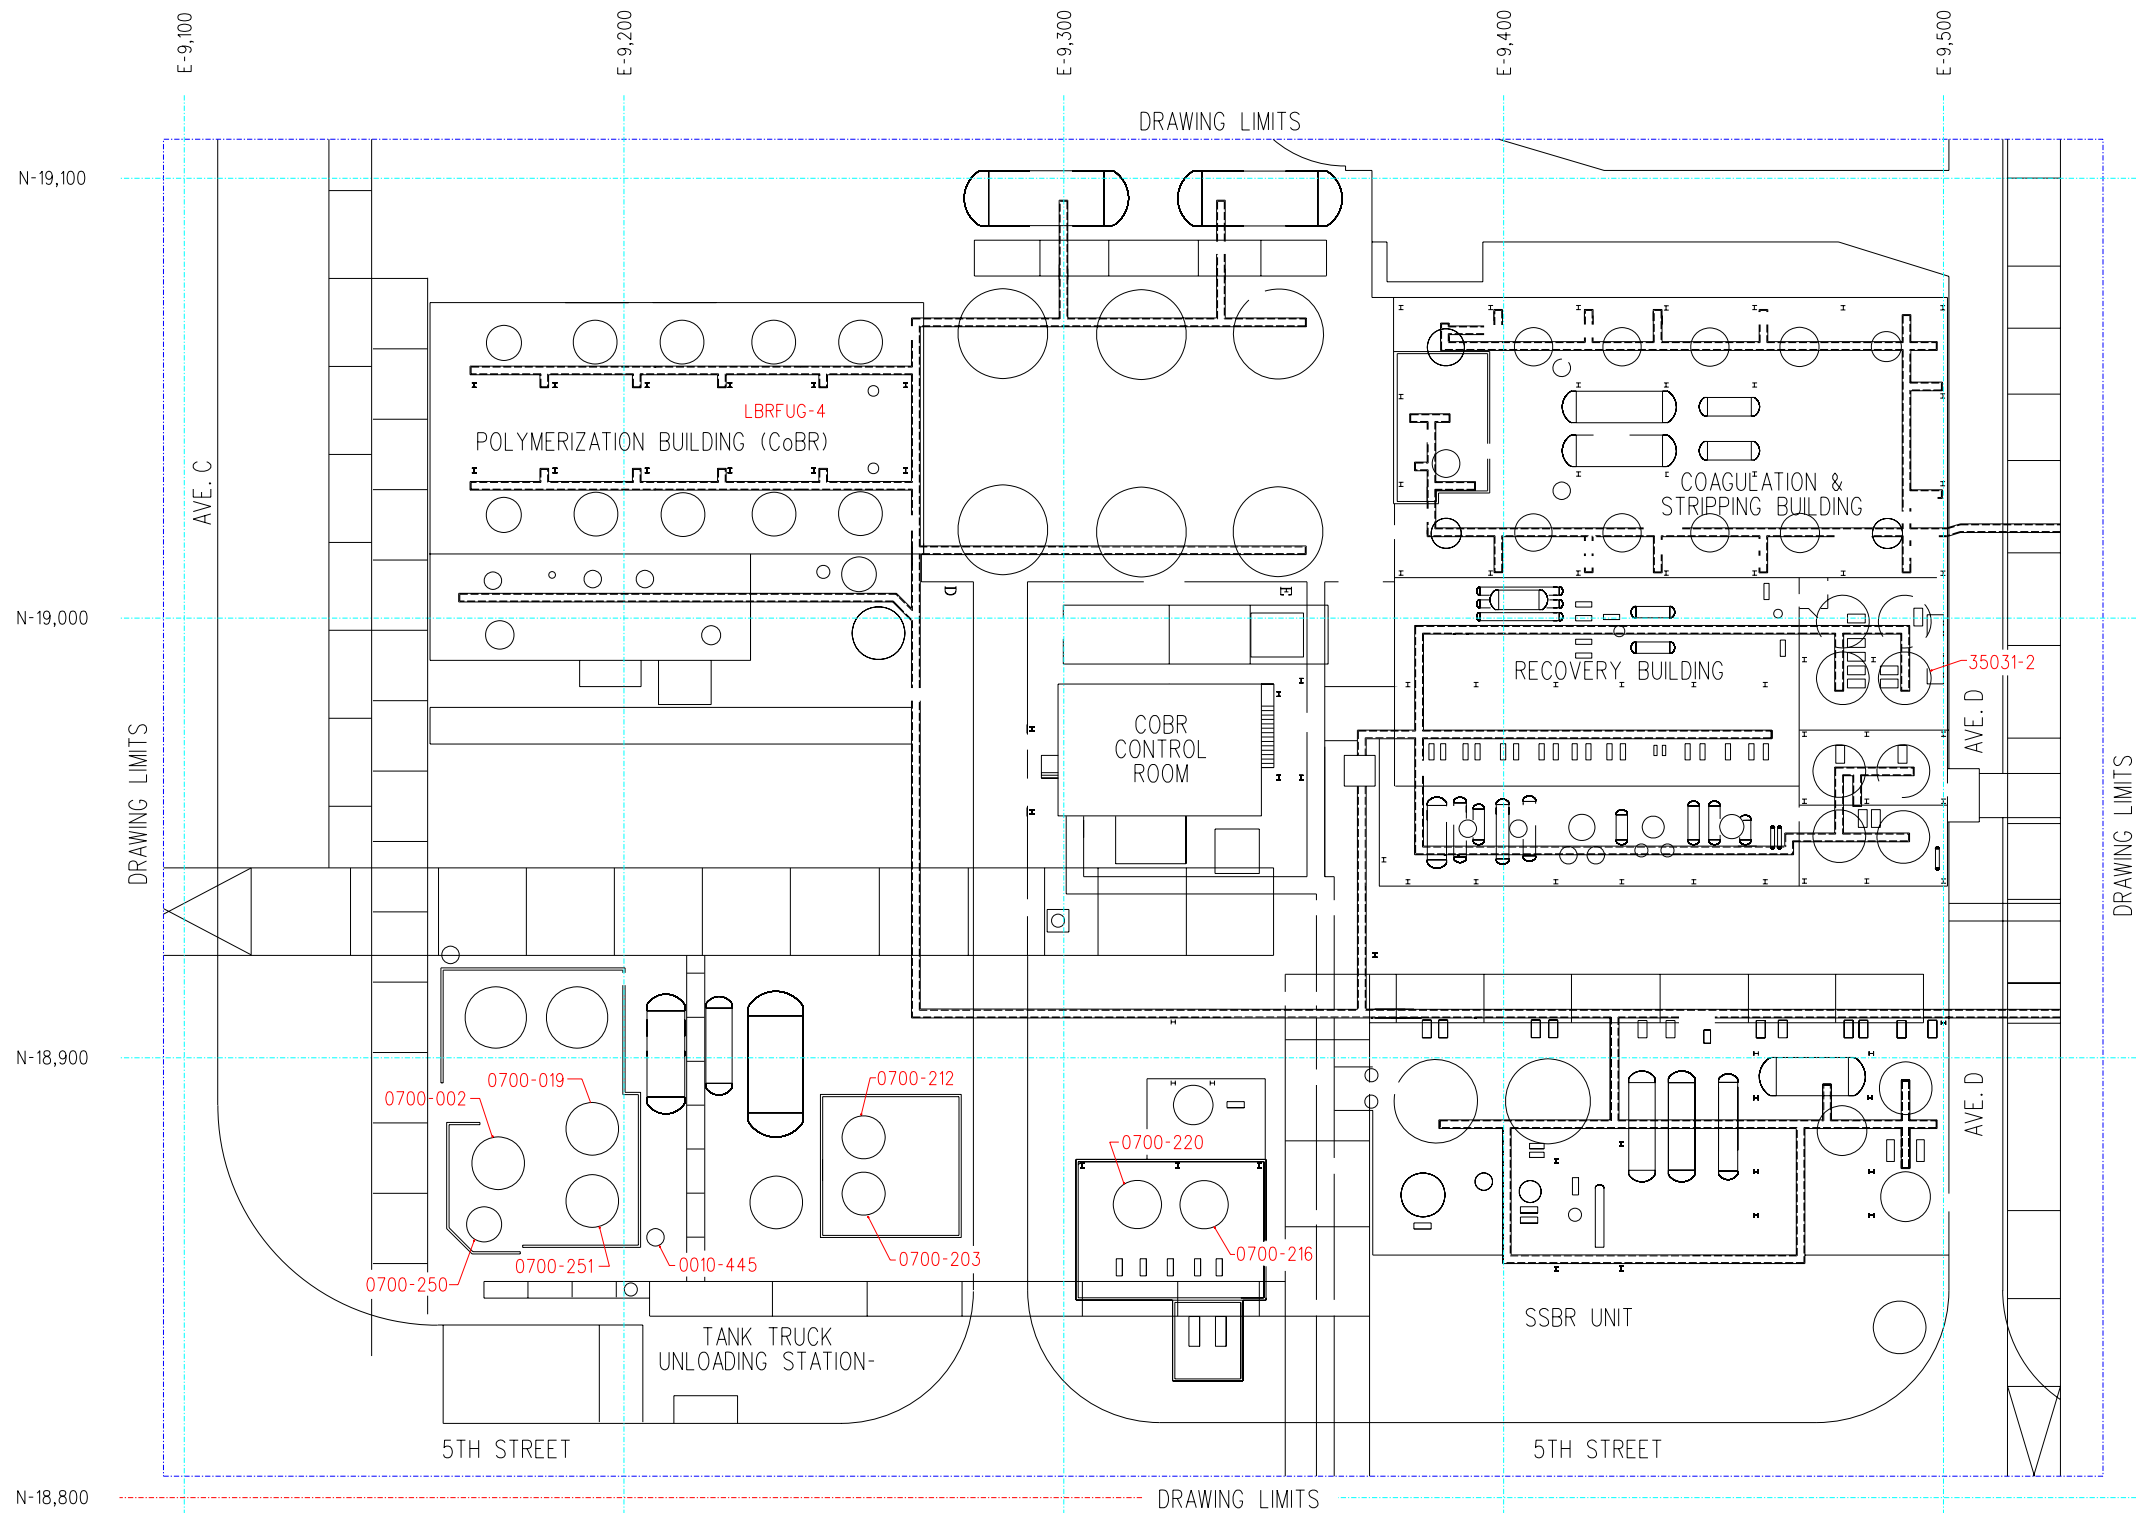 E-9,100
E-9,200
E-9,300
E-9,400
E-9,500
DRAWING LIMITS
N-19,100
LBRFUG-4
POLYMERIZATION BUILDING (CoBR)
AVE. C
COAGULATION &
STRIPPING BUILDING
D
E
N-19,000
RECOVERY BUILDING
35031-2
AVE. D
COBR
CONTROL
ROOM
DRAWING LIMITS
DRAWING LIMITS
N-18,900
0700-019
0700-002
0700-212
0700-220
AVE. D
0700-250
0700-251
0010-445
0700-203
0700-216
SSBR UNIT
TANK TRUCK
UNLOADING STATION-
5TH STREET
5TH STREET
N-18,800
DRAWING LIMITS